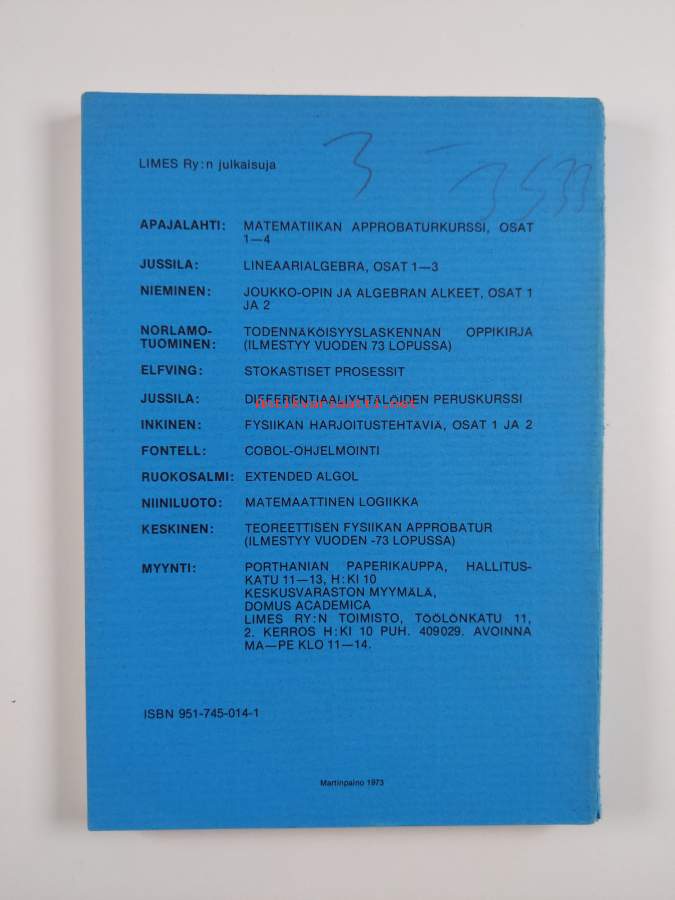 LIMES Ry:n julkaisuja
3 —
3533
APAJALAHTI: MATEMATIIKAN APPROBATURKURSSI, OSAT
1—4
JUSSILA: LINEAARIALGEBRA, OSAT 1—3
NIEMINEN: JOUKKO-OPIN JA ALGEBRAN ALKEET, OSAT 1
JA 2
NORLAMO- TODENNÄKÖISYYSLASKENNAN OPPIKIRJA
TUOMINEN: (ILMESTYY VUODEN 73 LOPUSSA)
ELFVING: STOKASTISET PROSESSIT
JUSSILA: DIFFERENTIAALIYHTÄLÖIDEN PERUSKURSSI
antikvariaatti.net
INKINEN: FYSIIKAN HARJOITUSTEHTÄVIÄ, OSAT 1 JA 2
FONTELL: COBOL-OHJELMOINTI
RUOKOSALMI: EXTENDED ALGOL
NIINILUOTO: MATEMAATTINEN LOGIIKKA
KESKINEN: TEOREETTISEN FYSIIKAN APPROBATUR
(ILMESTYY VUODEN -73 LOPUSSA)
MYYNTI: PORTHANIAN PAPERIKAUPPA, HALLITUS-
KATU 11—13, H:KI 10
KESKUSVARASTON MYYMÄLÄ,
DOMUS ACADEMICA
LIMES RY:N TOIMISTO, TÖÖLÖNKATU 11,
2. KERROS H:KI 10 PUH. 409029. AVOINNA
MA—PE KLO 11—14.
ISBN 951-745-014-1
Martinpaino 1973